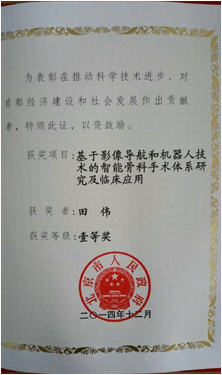 为表彰在推动科学技术进步、对
首都经济建设和社会发展作出贡献
者，特颁此证，以资鼓励。
获奖项目：基于影像导航和机器人技
术的智能骨科手术体系研
究及临床应用
获奖者：田伟
获奖等级：壹等奖
北京市人民政府
二〇一四年十二月